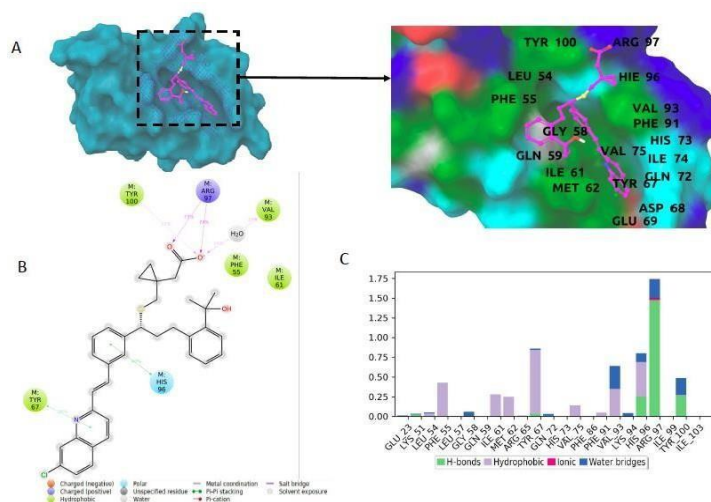 A
TYR 100
ARG 97
LEU 54
HIE 96
PHE 55
VAL 93
PHE 91
GLY 58
HIS 73
GLN 59
VAL 75
ILE 74
ILE 61
GLN 72
MET 62
TYR 67
ASP 68
GLU 69
B
M:
TYR
100
M:
ARG
97
M:
VAL
93
H₂O
O
O⁻
M:
PHE
55
M:
ILE
61
S
OH
M:
HIS
96
M:
TYR
67
N
Cl
Charged (negative)
Charged (positive)
Hydrophobic
Polar
Unspecified residue
Water
Metal coordination
Pi-Pi stacking
Pi-cation
Salt bridge
Solvent exposure
C
1.75
1.50
1.25
1.00
0.75
0.50
0.25
0.00
GLU 23
LYS 51
LEU 54
PHE 55
LEU 57
GLY 58
GLN 59
ILE 61
MET 62
ARG 65
TYR 67
GLN 72
HIS 73
VAL 75
PHE 86
PHE 91
VAL 93
LYS 94
HIS 96
ARG 97
ILE 99
TYR 100
ILE_103
H-bonds
Hydrophobic
Ionic
Water bridges